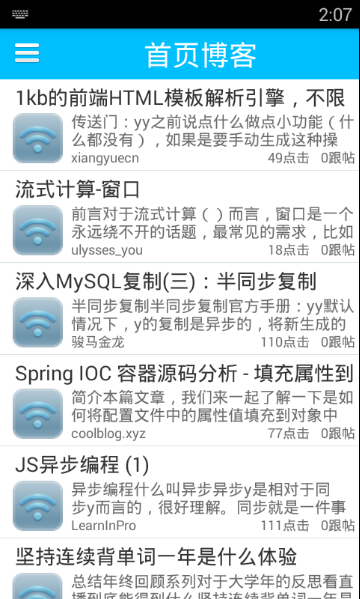 2:07
首页博客
1kb的前端HTML模板解析引擎，不限
传送门：yy之前说点什么做点小功能（什
么都没有），如果是要手动生成这种操
xiangyuecn 49点击 0跟帖
流式计算-窗口
前言对于流式计算（）而言，窗口是一个
永远绕不开的话题，最常见的需求，比如
ulysses_you 18点击 0跟帖
深入MySQL复制(三)：半同步复制
半同步复制半同步复制官方手册：yy默认
情况下，y的复制是异步的，将新生成的
骏马金龙 110点击 0跟帖
Spring IOC 容器源码分析 - 填充属性到
简介本篇文章，我们来一起了解一下是如
何将配置文件中的属性值填充到对象中
coolblog.xyz 77点击 0跟帖
JS异步编程 (1)
异步编程什么叫异步异步y是相对于同
步y而言的，很好理解。同步就是一件事
LearnInPro 111点击 0跟帖
坚持连续背单词一年是什么体验
总结年终回顾系列对于大学年的反思看直
播到底能得到什么坚持连续背单词一年是